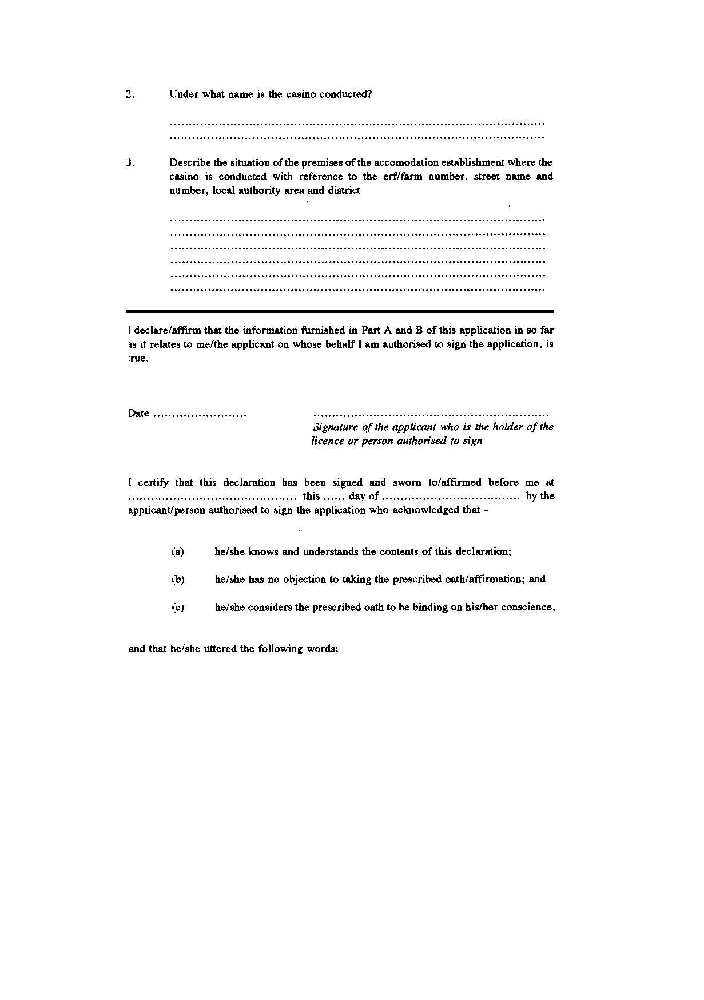 2. Under what name is the casino conducted?
....................................................................................................
....................................................................................................
3. Describe the situation of the premises of the accomodation establishment where the
casino is conducted with reference to the erf/farm number, street name and
number, local authority area and district
....................................................................................................
....................................................................................................
....................................................................................................
....................................................................................................
....................................................................................................
....................................................................................................
I declare/affirm that the information furnished in Part A and B of this application in so far
as it relates to me/the applicant on whose behalf I am authorised to sign the application, is
true.
Date ......................... ...............................................................
Signature of the applicant who is the holder of the
licence or person authorised to sign
I certify that this declaration has been signed and sworn to/affirmed before me at
............................................. this ...... day of ..................................... by the
applicant/person authorised to sign the application who acknowledged that -
(a) he/she knows and understands the contents of this declaration;
(b) he/she has no objection to taking the prescribed oath/affirmation; and
(c) he/she considers the prescribed oath to be binding on his/her conscience,
and that he/she uttered the following words: